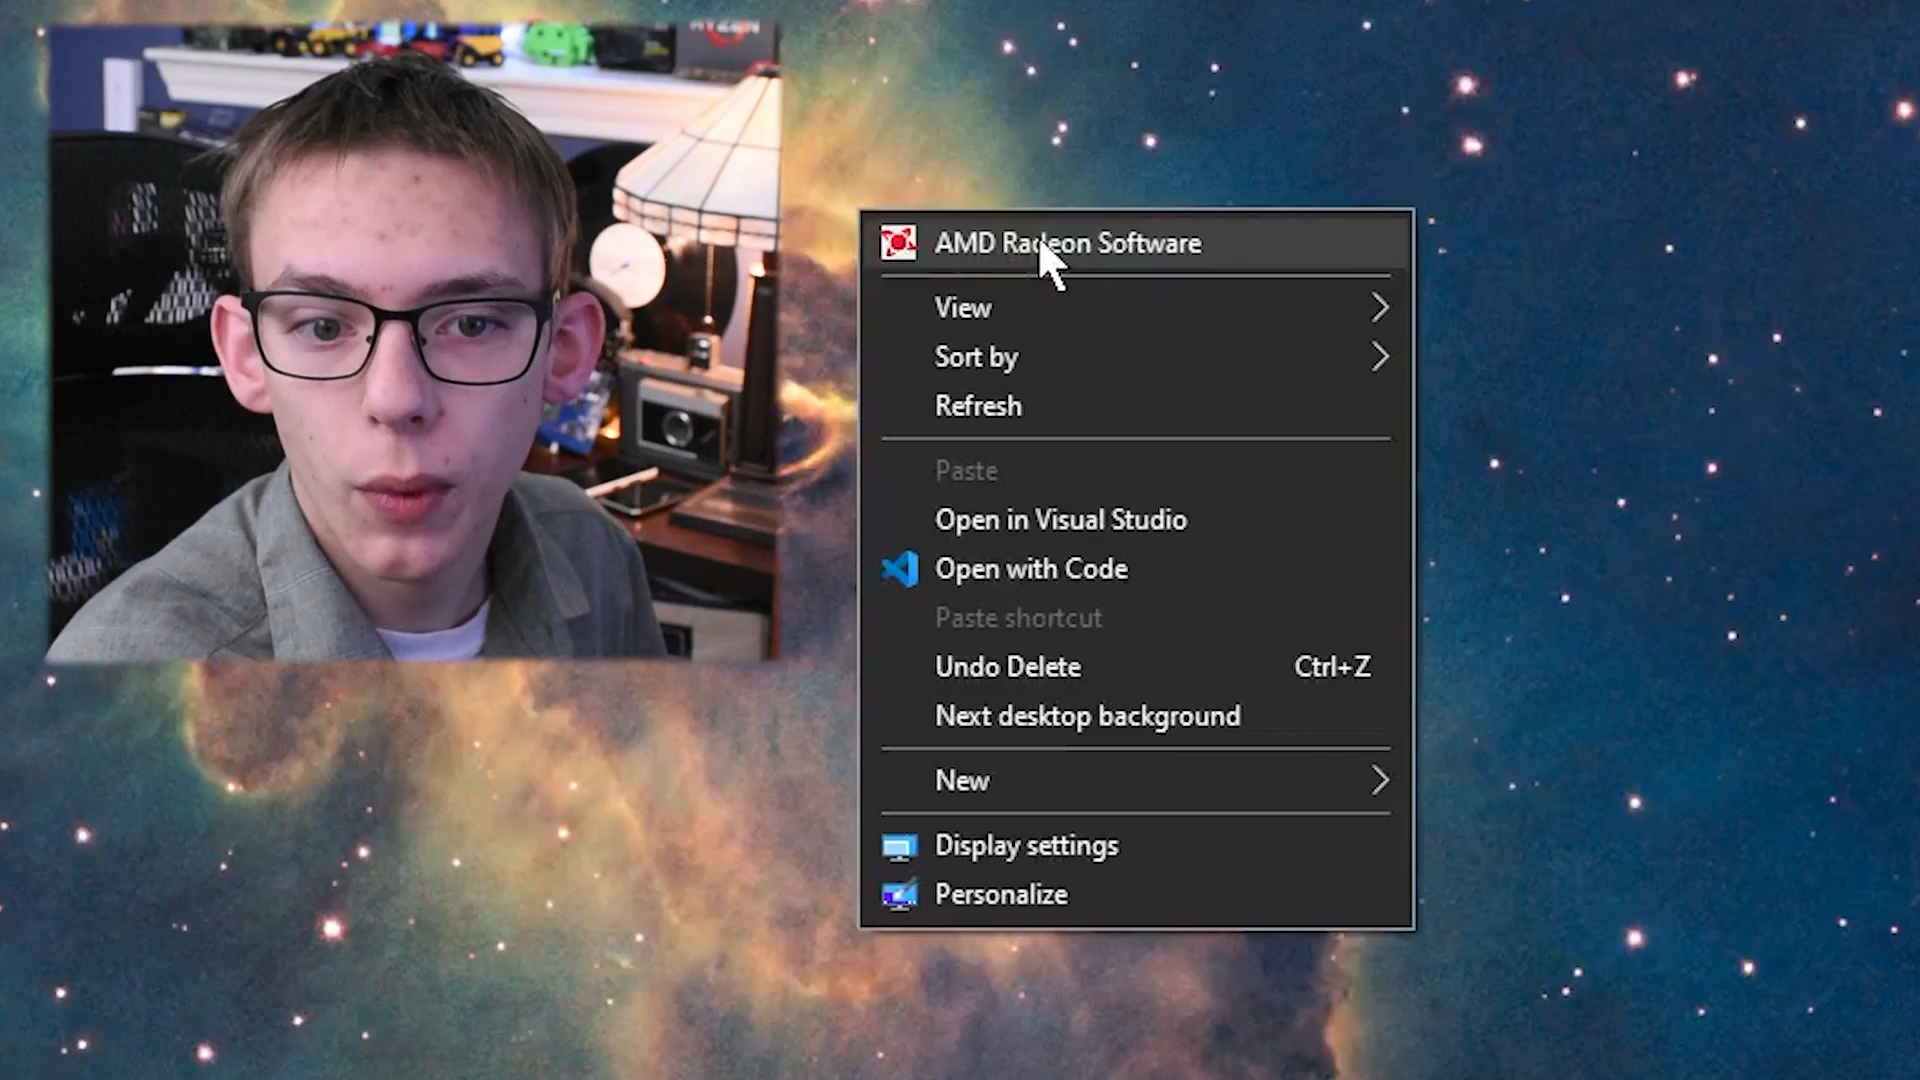 RYZEN
AMD Radeon Software
View
Sort by
Refresh
Paste
Open in Visual Studio
Open with Code
Paste shortcut
Undo Delete Ctrl+Z
Next desktop background
New
Display settings
Personalize